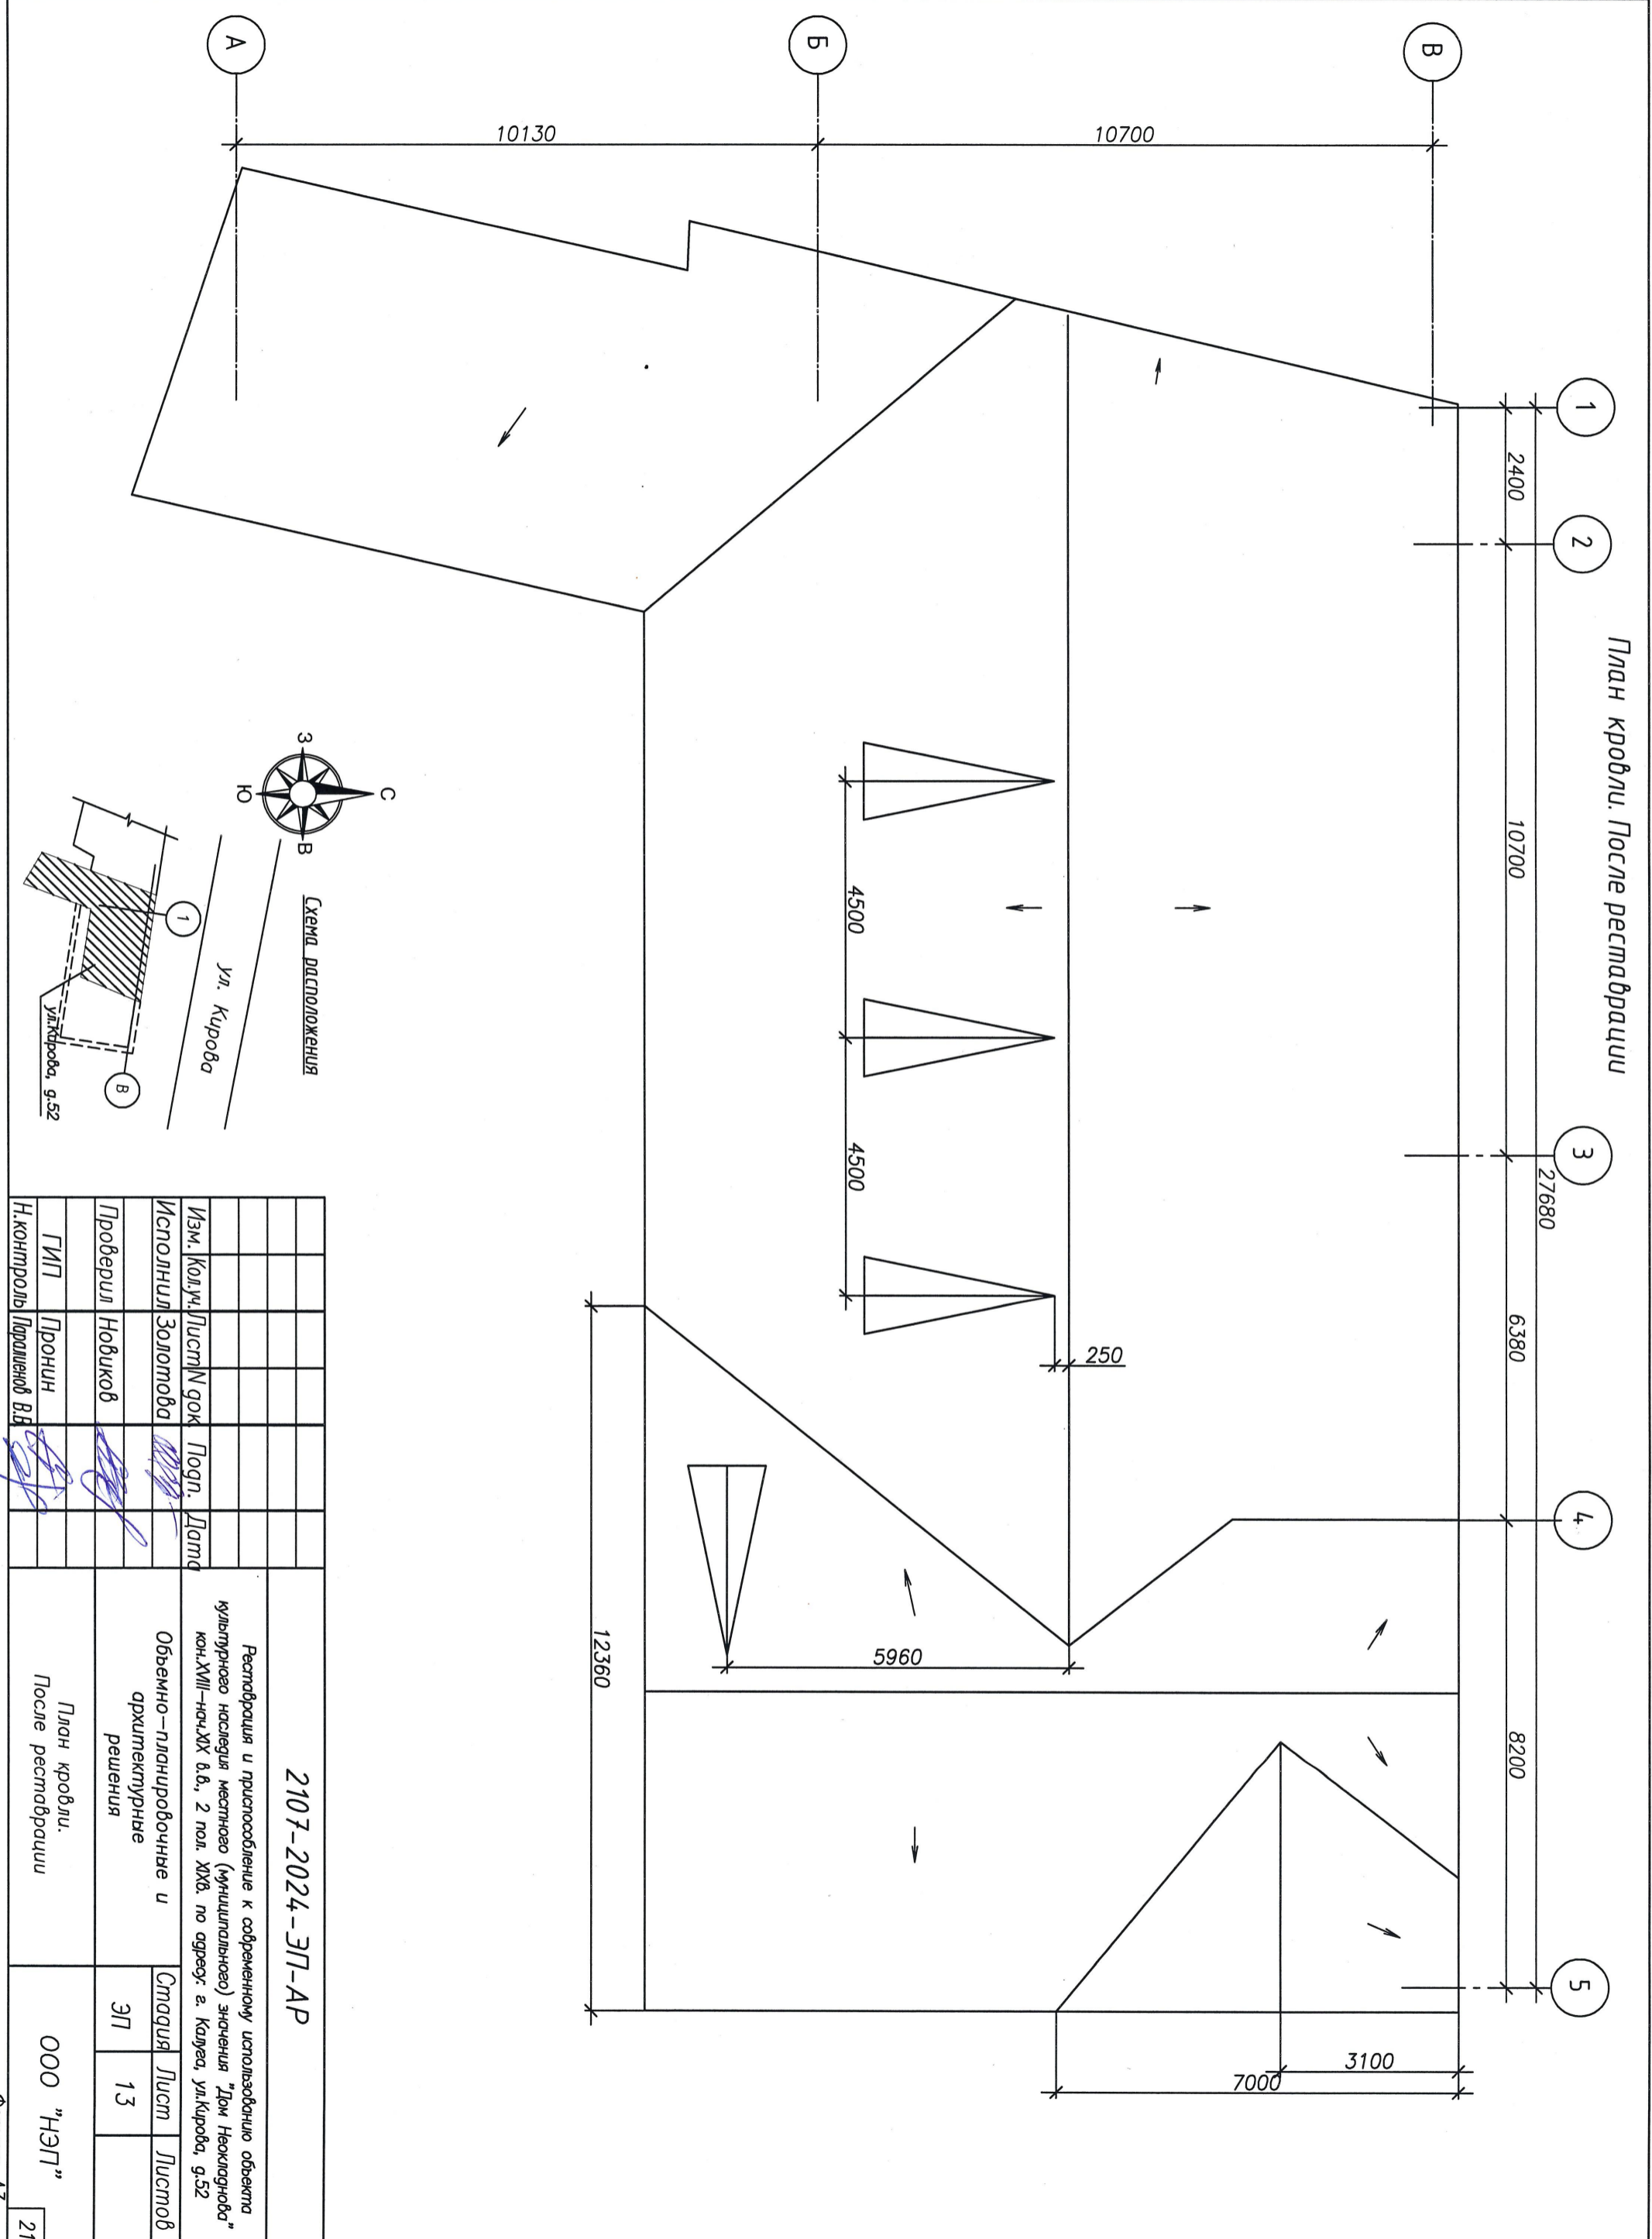 План кровли. После реставрации
1
2
3
4
5
2400
10700
6380
8200
27680
В
Б
А
10700
10130
4500
4500
250
5960
12360
3100
7000
С
З
В
Ю
Схема расположения
ул. Кирова
1
В
ул.Кирова, д.52
2107-2024-ЭП-АР
Реставрация и приспособление к современному использованию объекта
культурного наследия местного (муниципального) значения "Дом Неокладнова"
кон.XVIII-нач.XIX в.в., 2 пол. XIXв. по адресу: г. Калуга, ул.Кирова, д.52
Изм. Кол.уч. Лист N док. Подп. Дата
Исполнил Золотова
Проверил Новиков
ГИП Пронин
Н.контроль
Объемно-планировочные и
архитектурные
решения
Стадия Лист Листов
ЭП 13
План кровли.
После реставрации
ООО "НЭП"
21